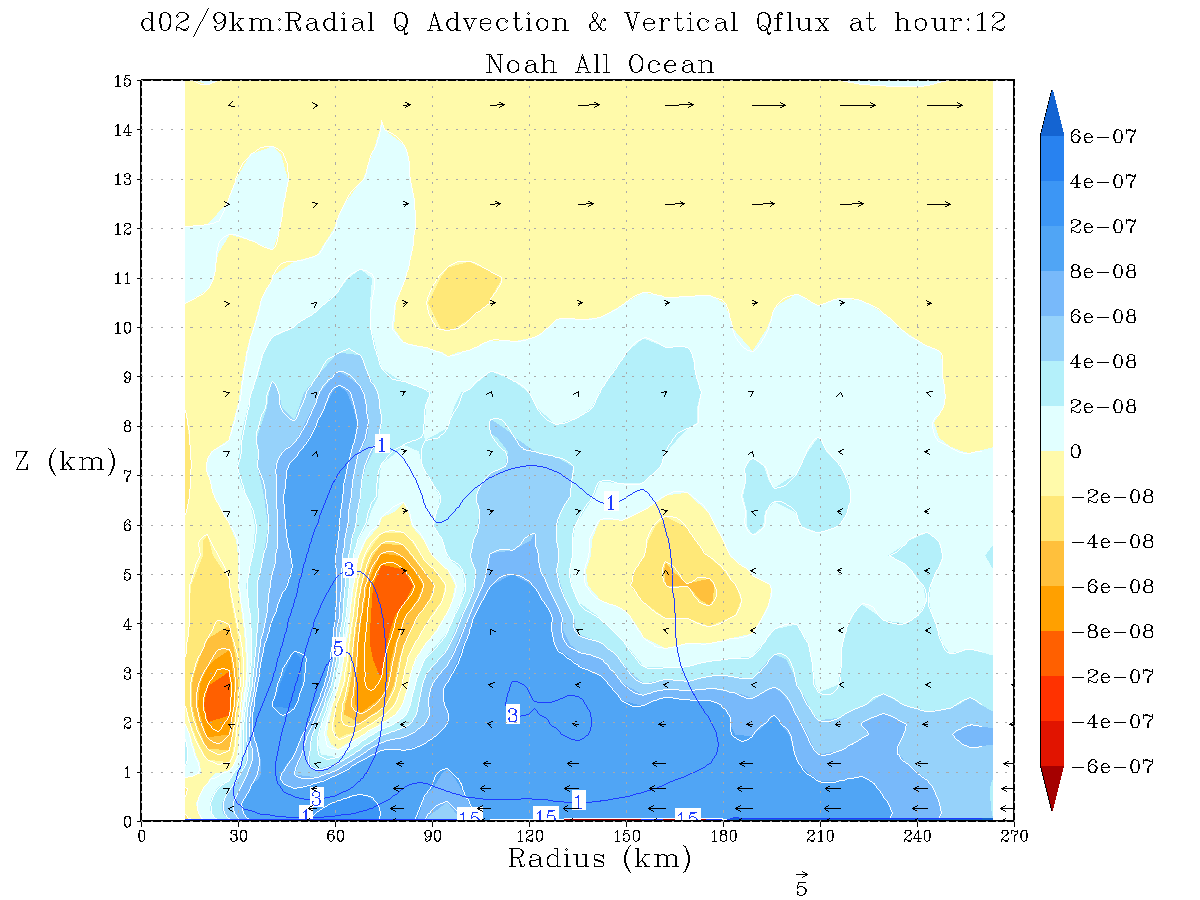 d02/9km:Radial Q Advection & Vertical Qflux at hour:12
Noah All Ocean
15
14
13
12
11
10
9
8
7
6
5
4
3
2
1
0
Z (km)
1
1
3
5
3
3
1
1
15
15
15
0 30 60 90 120 150 180 210 240 270
Radius (km)
5
6e-07
4e-07
2e-07
8e-08
6e-08
4e-08
2e-08
0
-2e-08
-4e-08
-6e-08
-8e-08
-2e-07
-4e-07
-6e-07